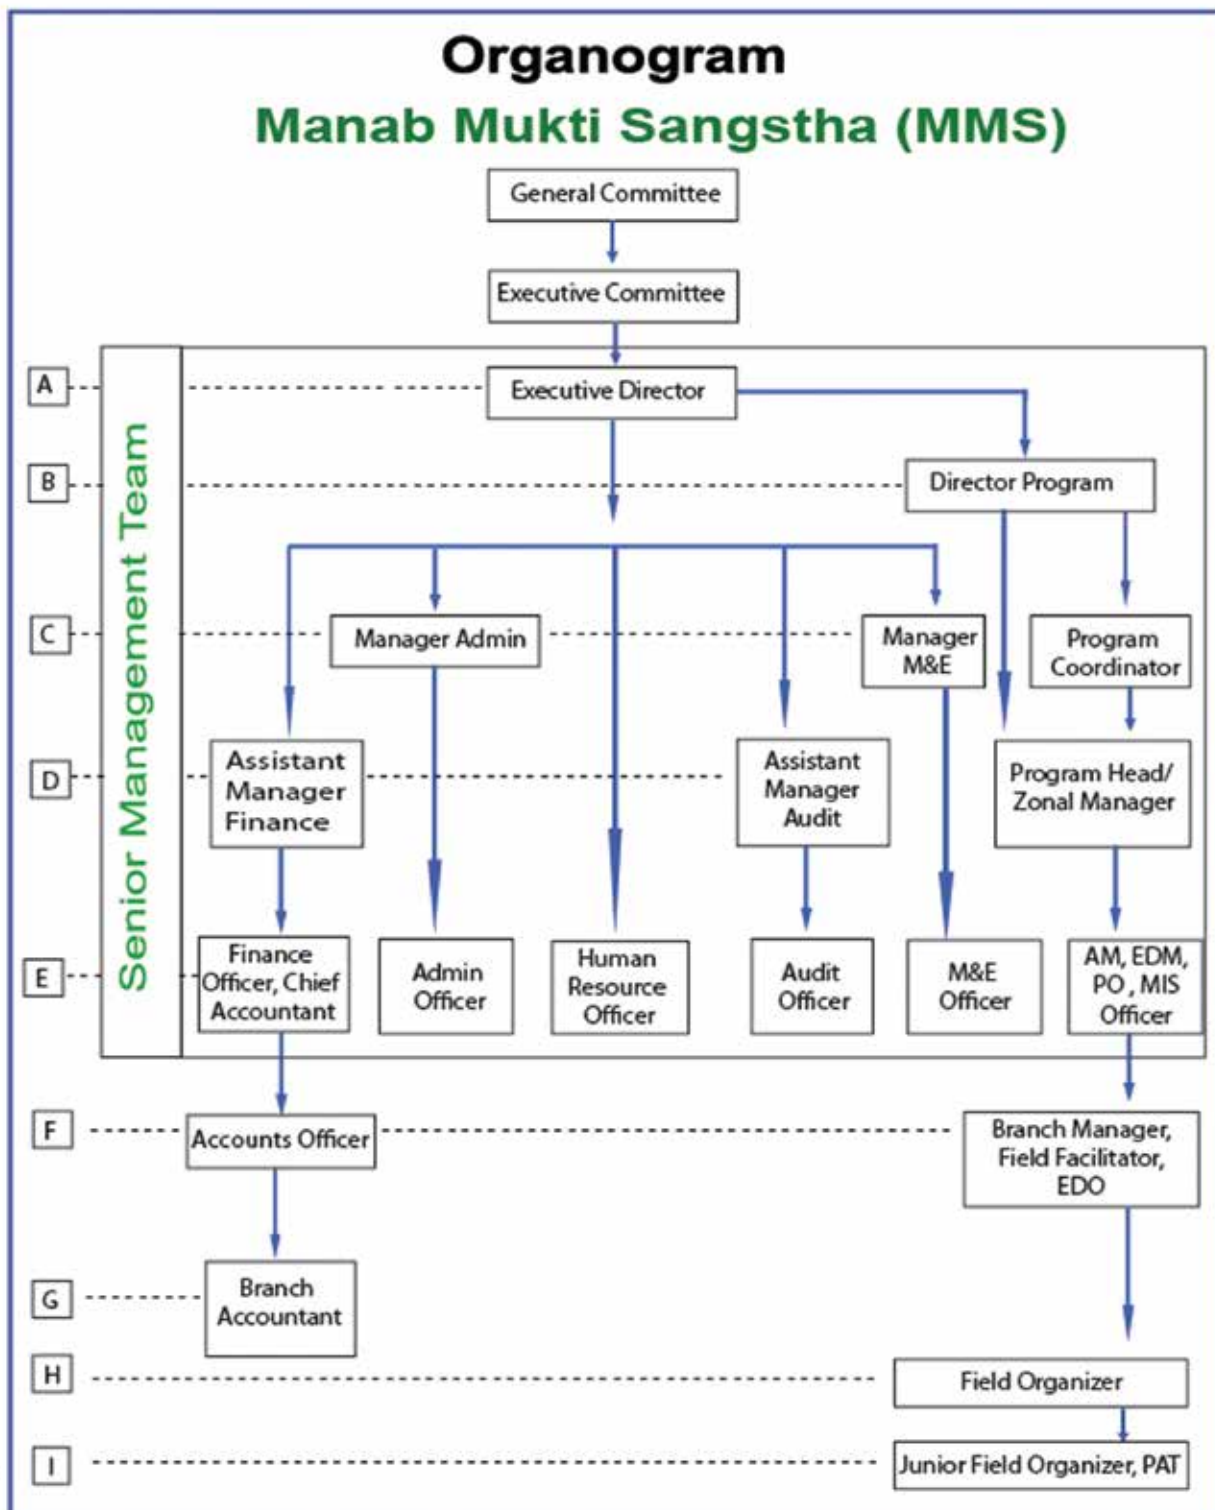 Organogram
Manab Mukti Sangstha (MMS)
General Committee
Executive Committee
Senior Management Team
A
Executive Director
B
Director Program
C
Manager Admin
Manager
M&E
Program
Coordinator
D
Assistant
Manager
Finance
Assistant
Manager
Audit
Program Head/
Zonal Manager
E
Finance
Officer, Chief
Accountant
Admin
Officer
Human
Resource
Officer
Audit
Officer
M&E
Officer
AM, EDM,
PO , MIS
Officer
F
Accounts Officer
Branch Manager,
Field Facilitator,
EDO
G
Branch
Accountant
H
Field Organizer
I
Junior Field Organizer, PAT